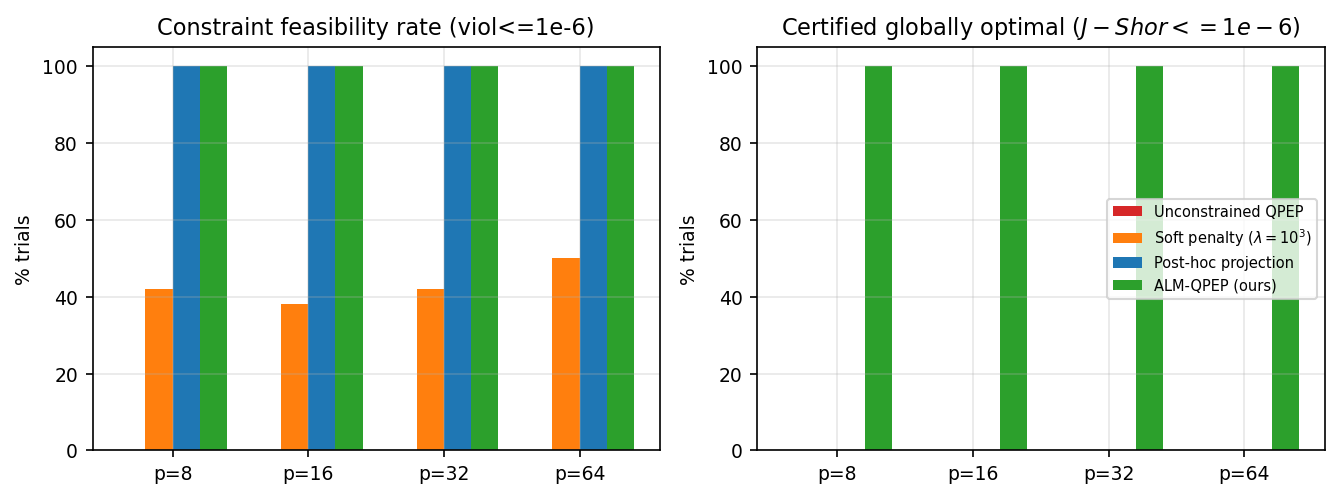 Constraint feasibility rate (viol<=1e-6)
% trials
100
80
60
40
20
0
p=8
p=16
p=32
p=64
Certified globally optimal (J − Shor <= 1e − 6)
% trials
100
80
60
40
20
0
p=8
p=16
p=32
p=64
Unconstrained QPEP
Soft penalty (λ = 10³)
Post-hoc projection
ALM-QPEP (ours)